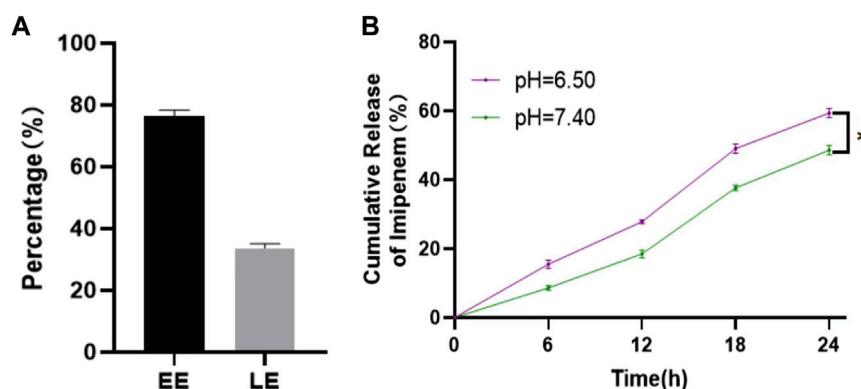 A
Percentage(%)
100
80
60
40
20
0
EE LE
B
Cumulative Release
of Imipenem(%)
80
60
40
20
0
pH=6.50
pH=7.40
0 6 12 18 24
Time(h)